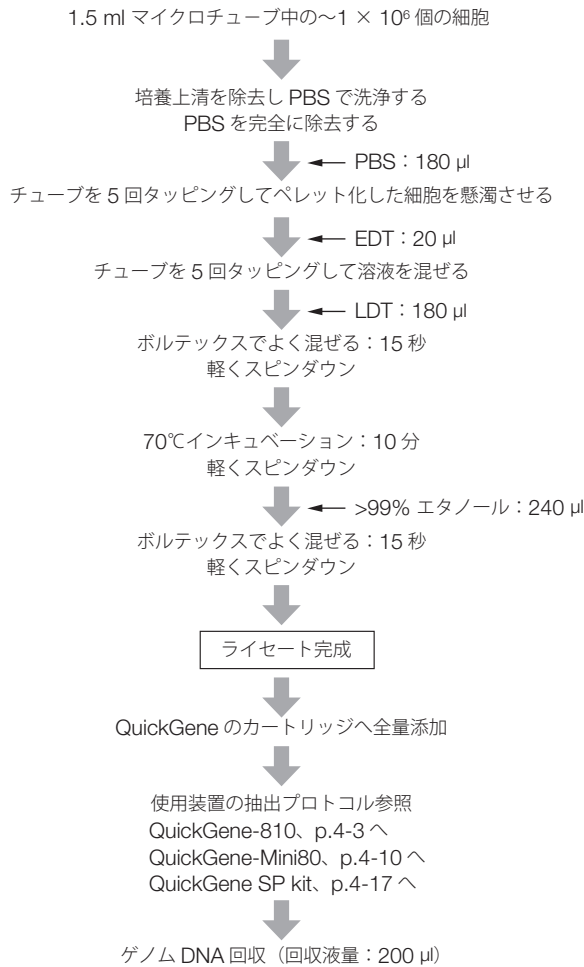 1.5 ml マイクロチューブ中の〜1 × 10⁶ 個の細胞
培養上清を除去し PBS で洗浄する
PBS を完全に除去する
PBS：180 µl
チューブを 5 回タッピングしてペレット化した細胞を懸濁させる
EDT：20 µl
チューブを 5 回タッピングして溶液を混ぜる
LDT：180 µl
ボルテックスでよく混ぜる：15 秒
軽くスピンダウン
70℃インキュベーション：10 分
軽くスピンダウン
>99% エタノール：240 µl
ボルテックスでよく混ぜる：15 秒
軽くスピンダウン
ライセート完成
QuickGene のカートリッジへ全量添加
使用装置の抽出プロトコル参照
QuickGene-810、p.4-3 へ
QuickGene-Mini80、p.4-10 へ
QuickGene SP kit、p.4-17 へ
ゲノム DNA 回収（回収液量：200 µl）